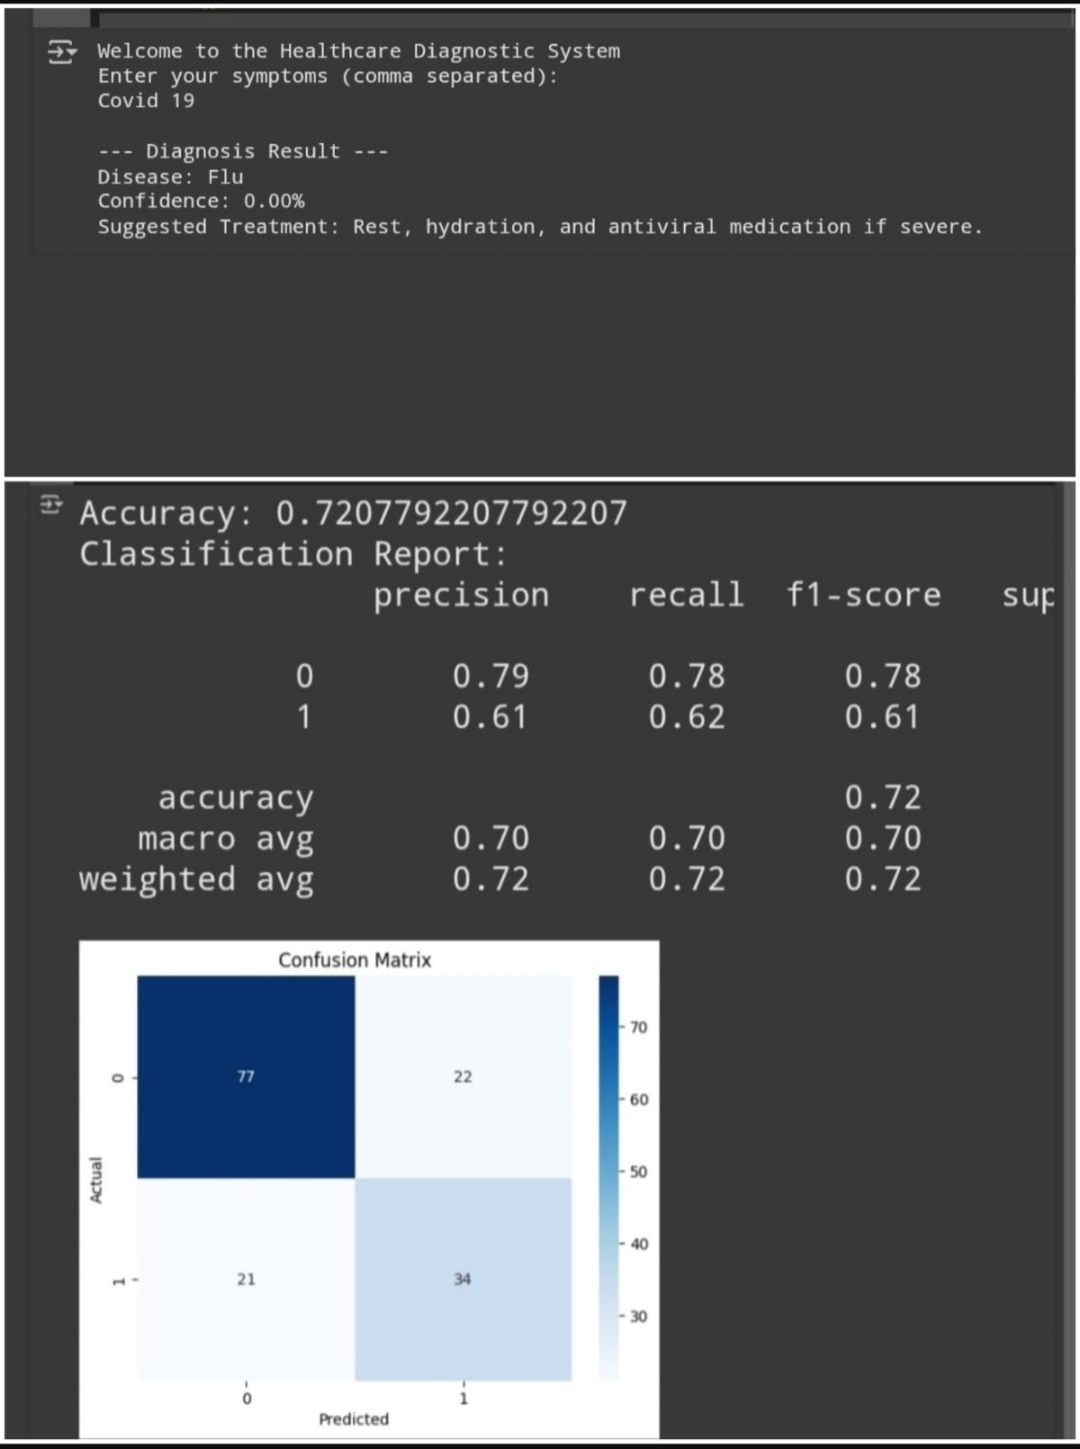 Welcome to the Healthcare Diagnostic System
Enter your symptoms (comma separated):
Covid 19
--- Diagnosis Result ---
Disease: Flu
Confidence: 0.00%
Suggested Treatment: Rest, hydration, and antiviral medication if severe.
Accuracy: 0.7207792207792207
Classification Report:
precision recall f1-score sup
0 0.79 0.78 0.78
1 0.61 0.62 0.61
accuracy 0.72
macro avg 0.70 0.70 0.70
weighted avg 0.72 0.72 0.72
Confusion Matrix
70
60
50
40
30
Actual
0
1
77 22
21 34
0 1
Predicted